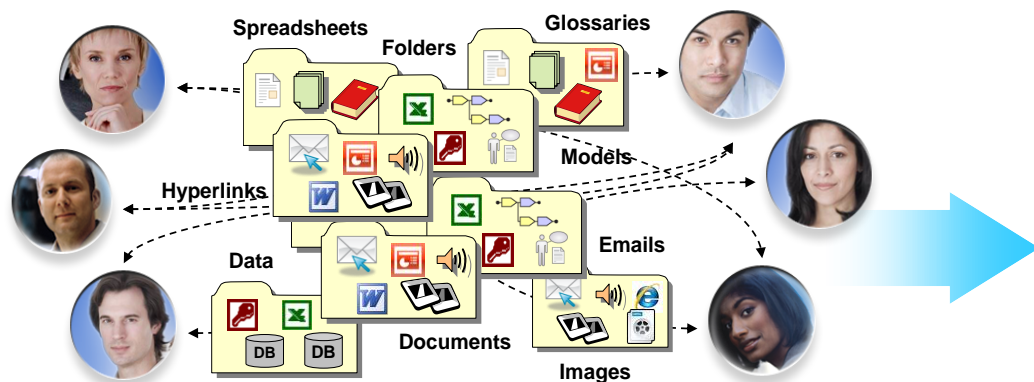 Spreadsheets
Glossaries
Folders
Models
Hyperlinks
Emails
Data
DB
DB
Documents
Images